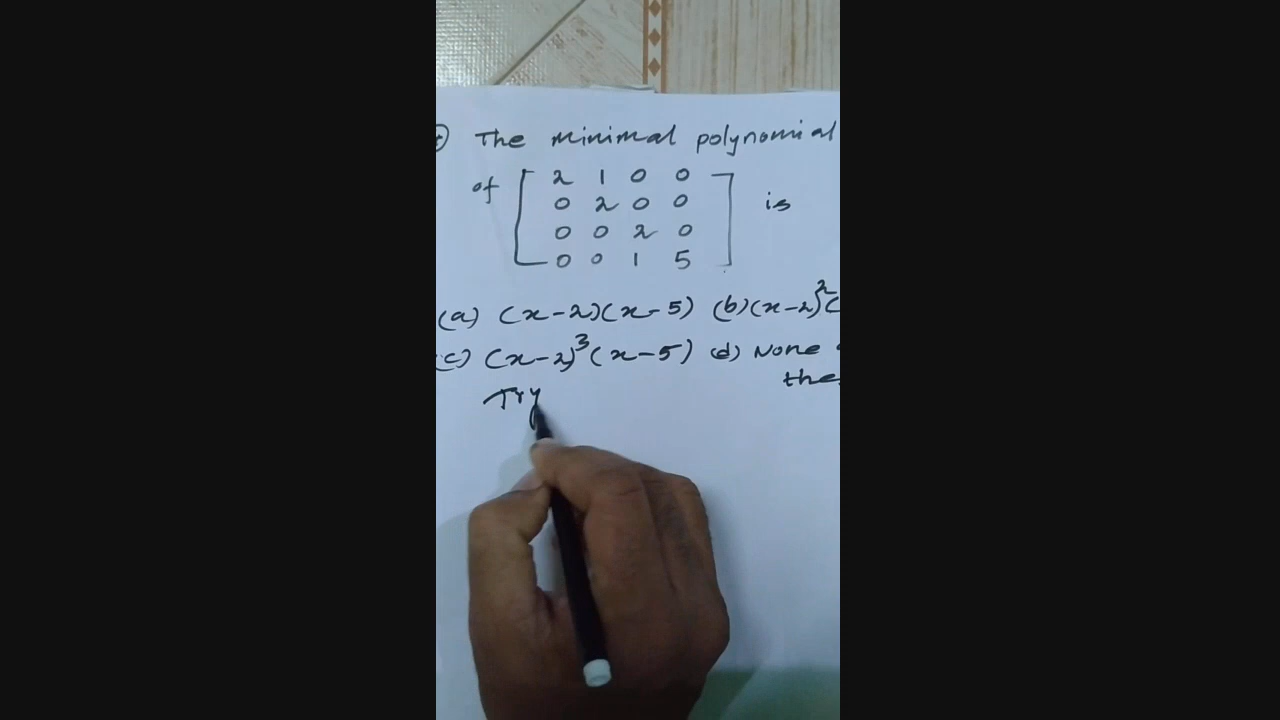 The minimal polynomial
of [ 2 1 0 0
0 2 0 0
0 0 2 0
0 0 1 5 ] is
(a) (x-2)(x-5) (b) (x-2)²(
(c) (x-2)³(x-5) (d) None
the
Try